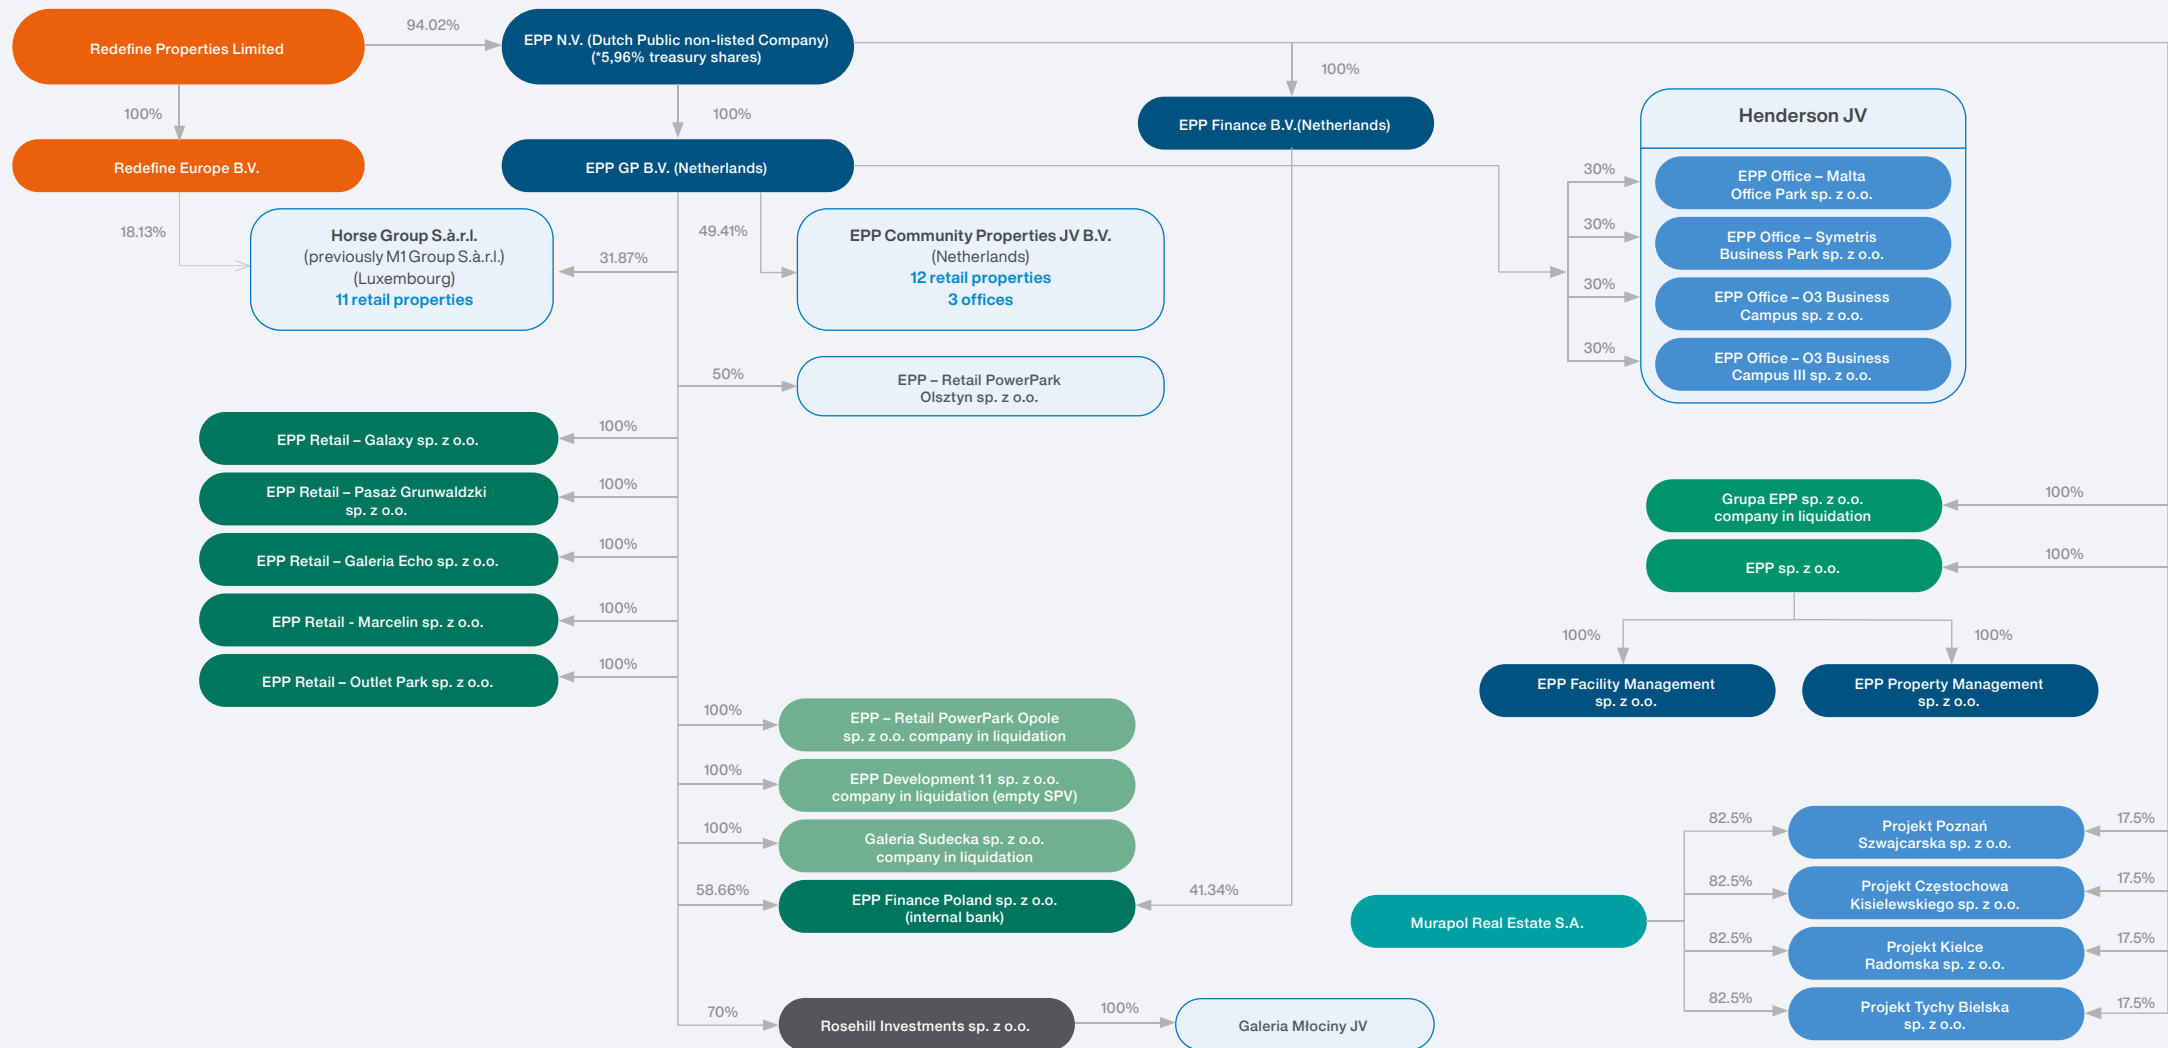 Redefine Properties Limited
94.02%
EPP N.V. (Dutch Public non-listed Company)
(*5,96% treasury shares)
100%
EPP Finance B.V.(Netherlands)
100%
Redefine Europe B.V.
100%
EPP GP B.V. (Netherlands)
Henderson JV
30%
EPP Office – Malta
Office Park sp. z o.o.
30%
EPP Office – Symetris
Business Park sp. z o.o.
30%
EPP Office – O3 Business
Campus sp. z o.o.
30%
EPP Office – O3 Business
Campus III sp. z o.o.
18.13%
Horse Group S.à.r.l.
(previously M1 Group S.à.r.l.)
(Luxembourg)
11 retail properties
31.87%
49.41%
EPP Community Properties JV B.V.
(Netherlands)
12 retail properties
3 offices
50%
EPP – Retail PowerPark
Olsztyn sp. z o.o.
EPP Retail – Galaxy sp. z o.o.
100%
EPP Retail – Pasaż Grunwaldzki
sp. z o.o.
100%
EPP Retail – Galeria Echo sp. z o.o.
100%
EPP Retail - Marcelin sp. z o.o.
100%
EPP Retail – Outlet Park sp. z o.o.
100%
Grupa EPP sp. z o.o.
company in liquidation
100%
EPP sp. z o.o.
100%
100%
100%
EPP Facility Management
sp. z o.o.
EPP Property Management
sp. z o.o.
100%
EPP – Retail PowerPark Opole
sp. z o.o. company in liquidation
100%
EPP Development 11 sp. z o.o.
company in liquidation (empty SPV)
100%
Galeria Sudecka sp. z o.o.
company in liquidation
58.66%
EPP Finance Poland sp. z o.o.
(internal bank)
41.34%
70%
Rosehill Investments sp. z o.o.
100%
Galeria Młociny JV
Murapol Real Estate S.A.
82.5%
Projekt Poznań
Szwajcarska sp. z o.o.
17.5%
82.5%
Projekt Częstochowa
Kisielewskiego sp. z o.o.
17.5%
82.5%
Projekt Kielce
Radomska sp. z o.o.
17.5%
82.5%
Projekt Tychy Bielska
sp. z o.o.
17.5%